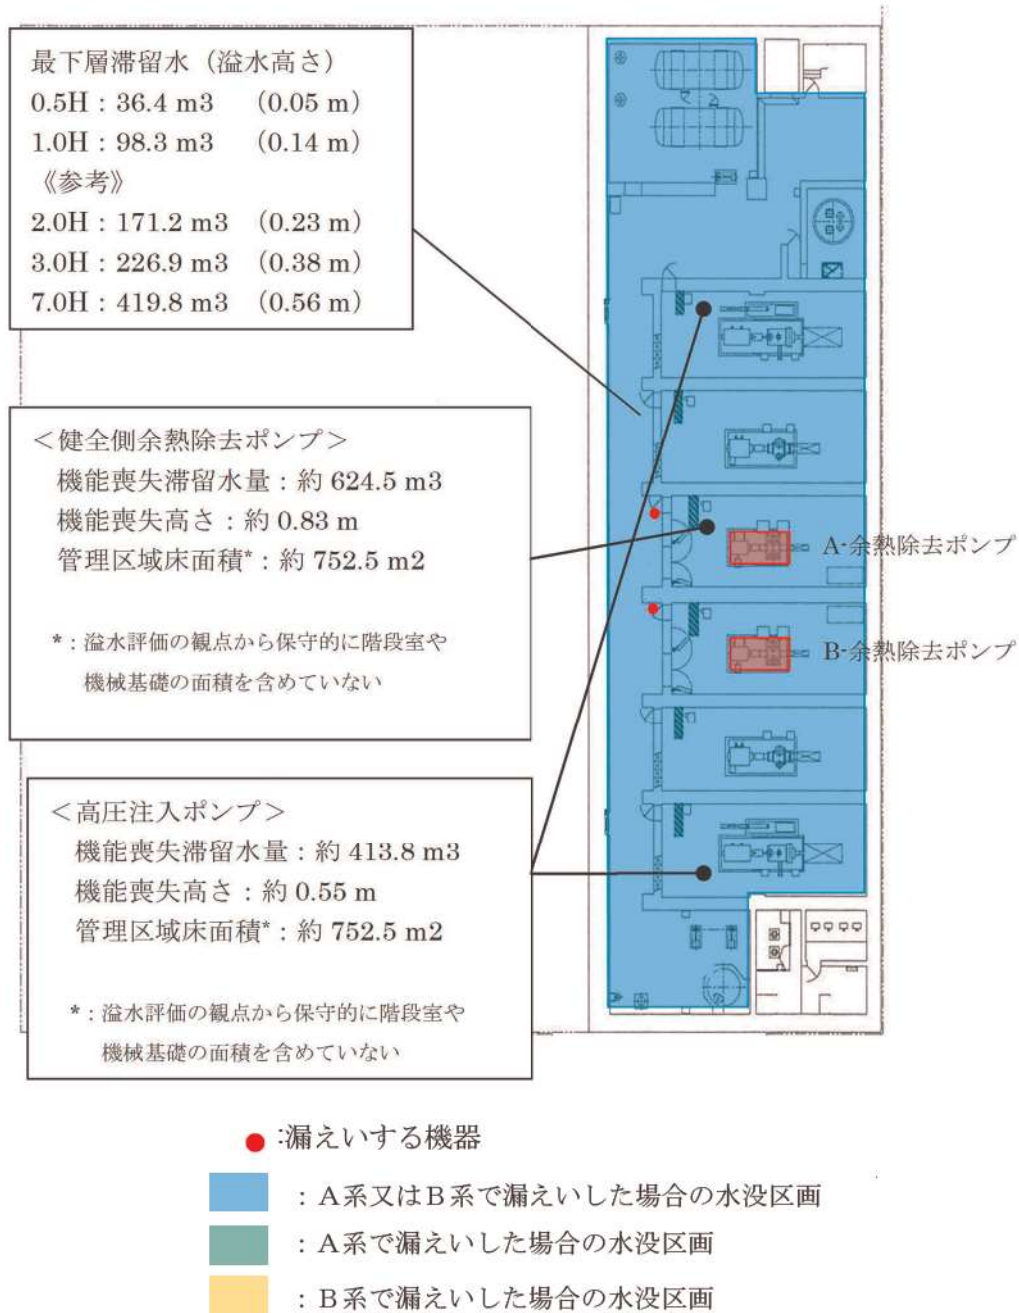 最下層滞留水（溢水高さ）
0.5H：36.4 m3 （0.05 m）
1.0H：98.3 m3 （0.14 m）
《参考》
2.0H：171.2 m3 （0.23 m）
3.0H：226.9 m3 （0.38 m）
7.0H：419.8 m3 （0.56 m）
＜健全側余熱除去ポンプ＞
機能喪失滞留水量：約 624.5 m3
機能喪失高さ：約 0.83 m
管理区域床面積*：約 752.5 m2
*：溢水評価の観点から保守的に階段室や
機械基礎の面積を含めていない
A-余熱除去ポンプ
B-余熱除去ポンプ
＜高圧注入ポンプ＞
機能喪失滞留水量：約 413.8 m3
機能喪失高さ：約 0.55 m
管理区域床面積*：約 752.5 m2
*：溢水評価の観点から保守的に階段室や
機械基礎の面積を含めていない
:漏えいする機器
：Ａ系又はＢ系で漏えいした場合の水没区画
：Ａ系で漏えいした場合の水没区画
：Ｂ系で漏えいした場合の水没区画